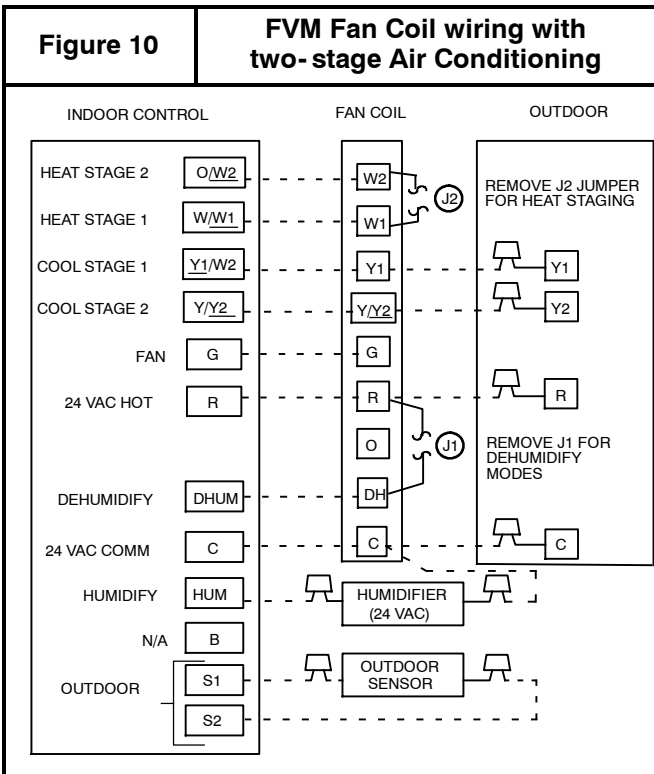 Figure 10
FVM Fan Coil wiring with
two-stage Air Conditioning
INDOOR CONTROL
FAN COIL
OUTDOOR
HEAT STAGE 2
O/W2
W2
J2
REMOVE J2 JUMPER
FOR HEAT STAGING
HEAT STAGE 1
W/W1
W1
COOL STAGE 1
Y1/W2
Y1
Y1
COOL STAGE 2
Y/Y2
Y/Y2
Y2
FAN
G
G
24 VAC HOT
R
R
R
O
J1
REMOVE J1 FOR
DEHUMIDIFY
MODES
DEHUMIDIFY
DHUM
DH
24 VAC COMM
C
C
C
HUMIDIFY
HUM
HUMIDIFIER
(24 VAC)
N/A
B
OUTDOOR
S1
OUTDOOR
SENSOR
S2